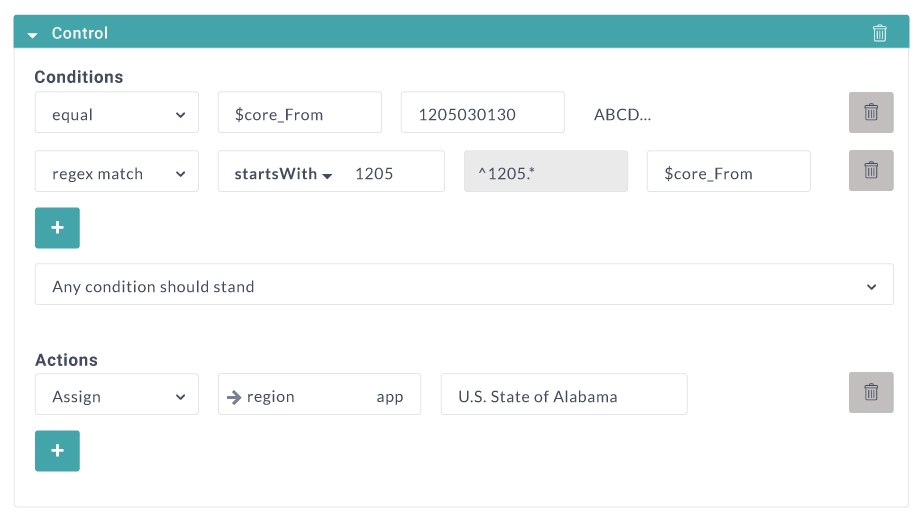 Control
Conditions
equal $core_From 1205030130 ABCD...
regex match startsWith 1205 ^1205.* $core_From
+
Any condition should stand
Actions
Assign region app U.S. State of Alabama
+